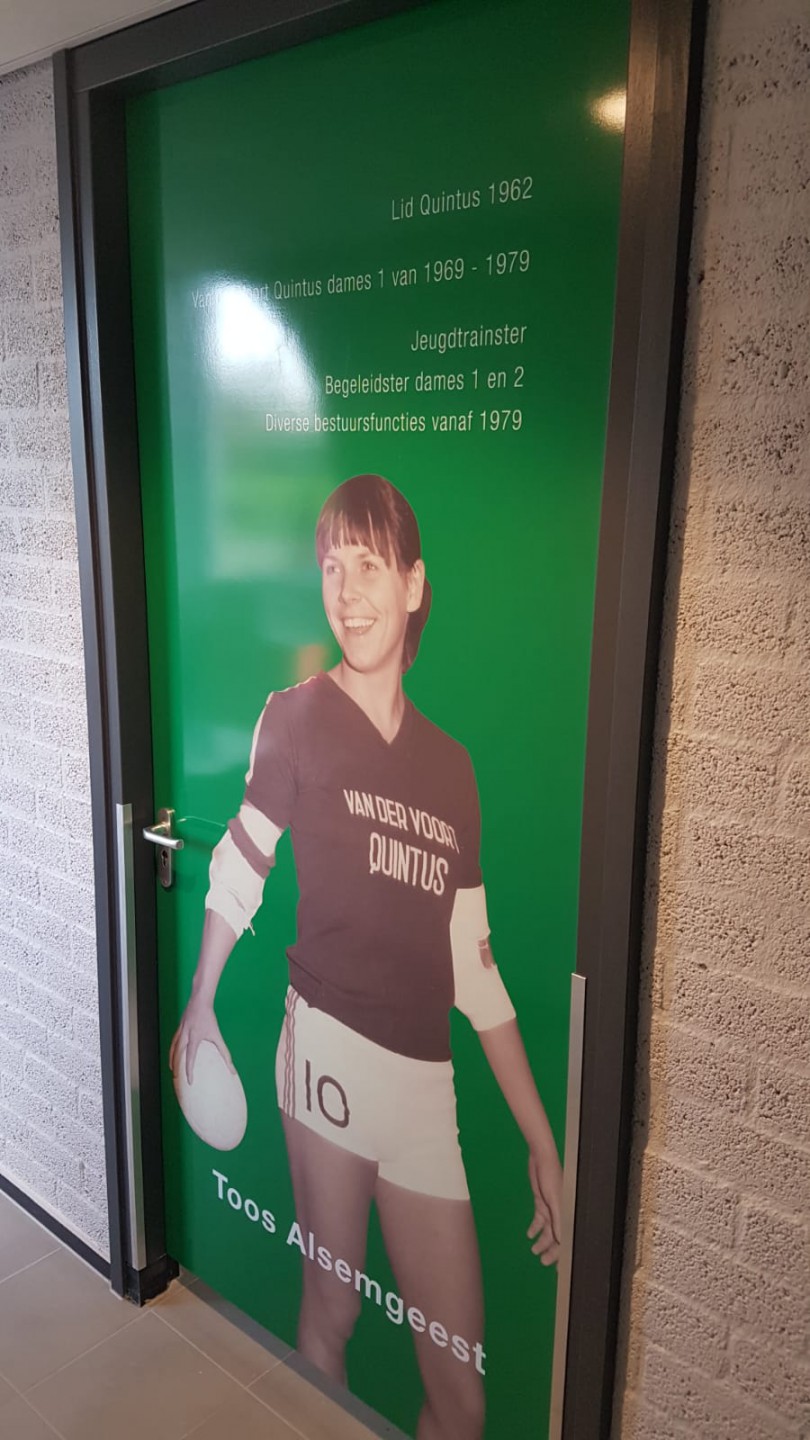 Lid Quintus 1962
Quintus dames 1 van 1969 - 1979
Jeugdtrainster
Begeleidster dames 1 en 2
Diverse bestuursfuncties vanaf 1979
VAN DER VOORT
QUINTUS
10
Toos Alsemgeest